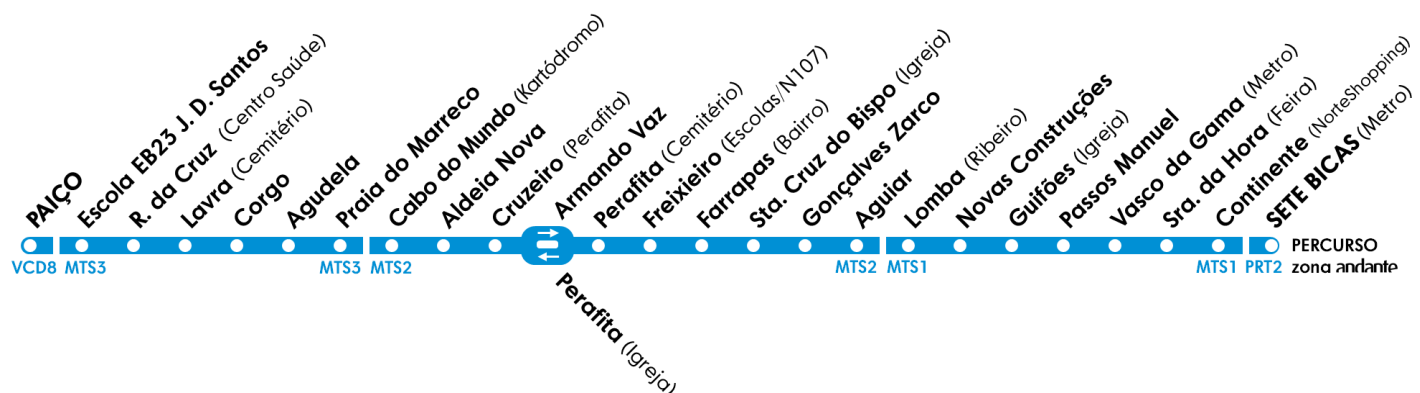 PAIÇO
Escola EB23 J. D. Santos
R. da Cruz (Centro Saúde)
Lavra (Cemitério)
Corgo
Agudela
Praia do Marreco
Cabo do Mundo (Kartódromo)
Aldeia Nova
Cruzeiro (Perafita)
Armando Vaz
Perafita (Cemitério)
Freixieiro (Escolas/N107)
Farrapas (Bairro)
Sta. Cruz do Bispo (Igreja)
Gonçalves Zarco
Aguiar
Lomba (Ribeiro)
Novas Construções
Guifões (Igreja)
Passos Manuel
Vasco da Gama (Metro)
Sra. da Hora (Feira)
Continente (NorteShopping)
SETE BICAS (Metro)
PERCURSO
VCD8 MTS3 MTS3 MTS2 MTS2 MTS1 MTS1 PRT2 zona andante
Perafita (Igreja)